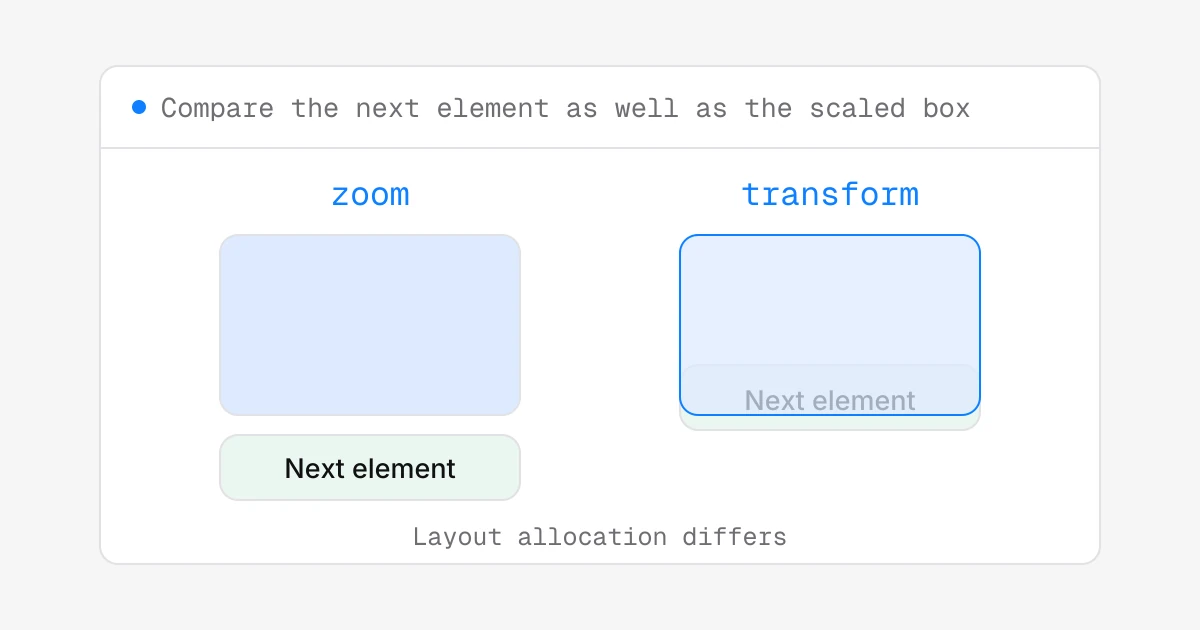 Compare the next element as well as the scaled box
zoom
transform
Next element
Next element
Layout allocation differs